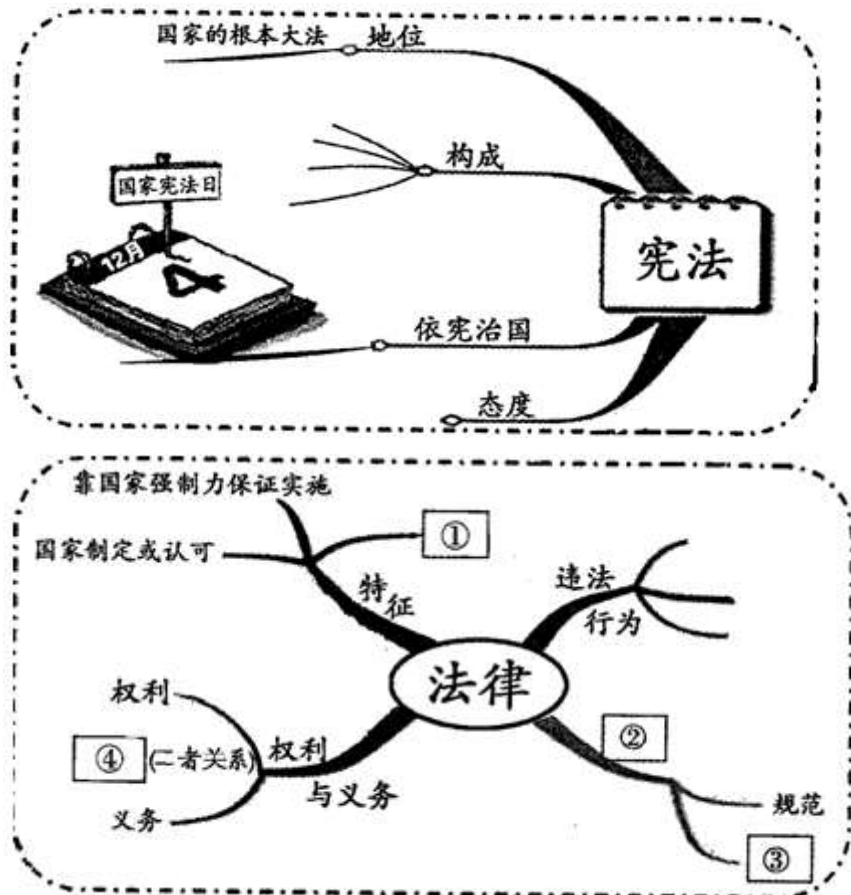 国家的根本大法 地位
构成
国家宪法日
12月
4
宪法
依宪治国
态度
靠国家强制力保证实施
国家制定或认可
①
特征
违法
行为
法律
权利
④ (二者关系)
义务
权利
与义务
②
规范
③